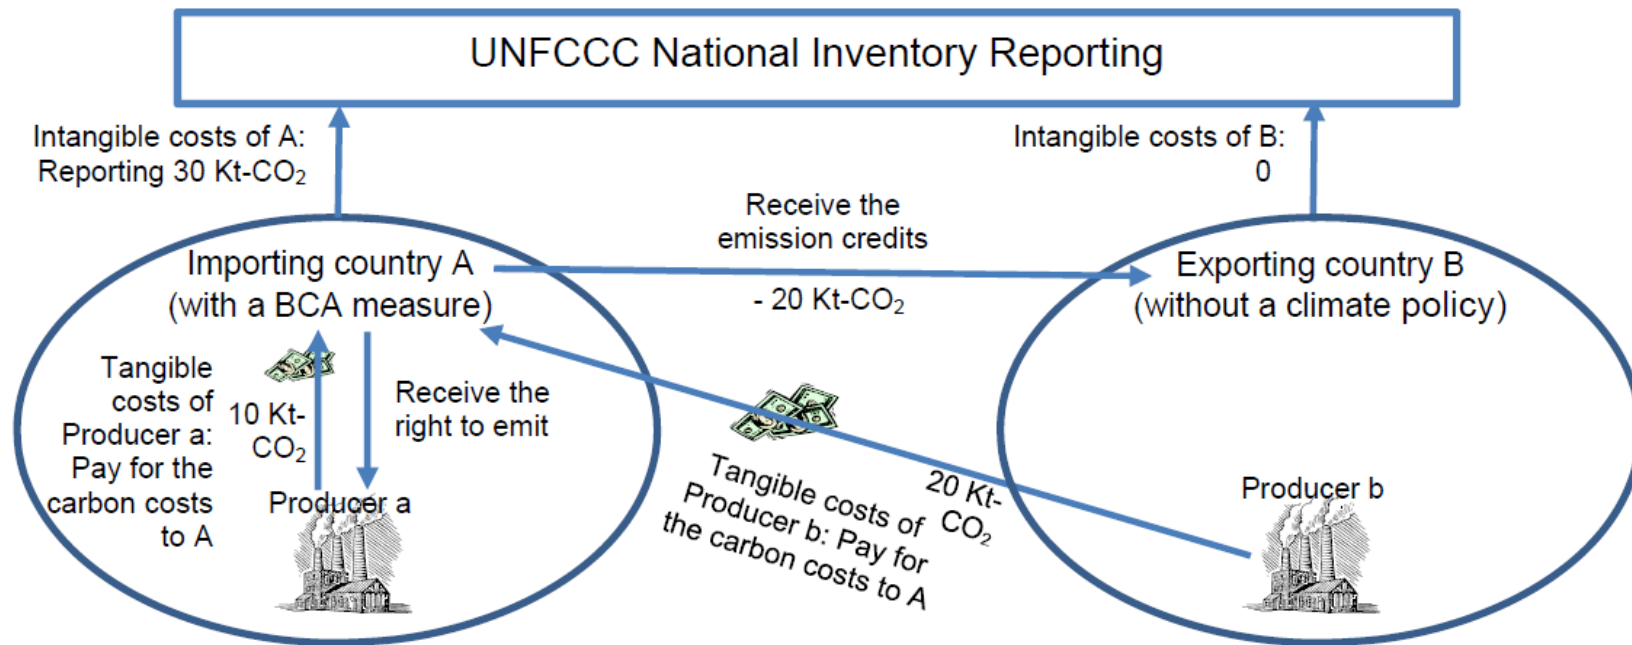 UNFCCC National Inventory Reporting
Intangible costs of A:
Reporting 30 Kt-CO₂
Intangible costs of B:
0
Receive the
emission credits
- 20 Kt-CO₂
Importing country A
(with a BCA measure)
Exporting country B
(without a climate policy)
Tangible
costs of
Producer a:
Pay for the
carbon costs
to A
10 Kt-
CO₂
Receive the
right to emit
Producer a
20 Kt-
CO₂
Tangible costs of
Producer b: Pay for
the carbon costs to A
Producer b